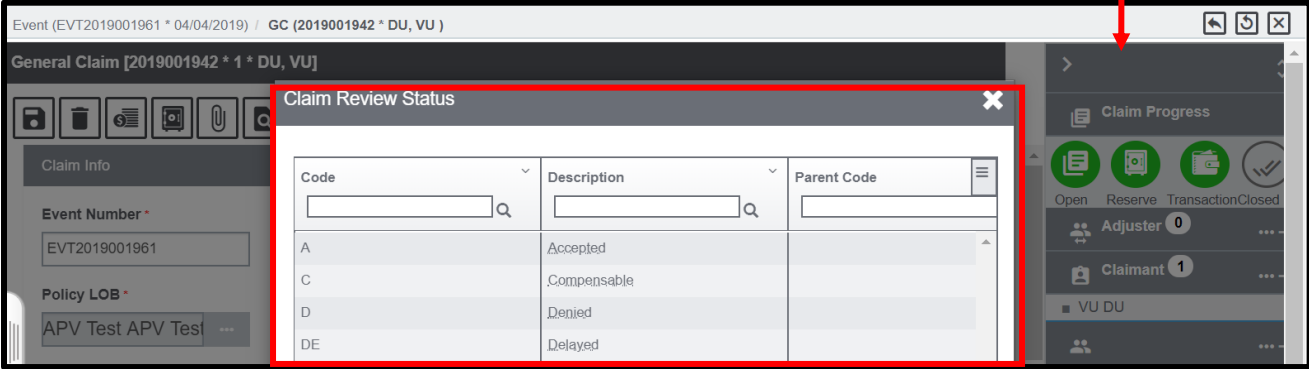 Event (EVT2019001961 * 04/04/2019) / GC (2019001942 * DU, VU )
General Claim [2019001942 * 1 * DU, VU]
Claim Info
Event Number *
EVT2019001961
Policy LOB *
APV Test APV Test ...
Claim Review Status
Code Description Parent Code
A Accepted
C Compensable
D Denied
DE Delayed
Claim Progress
Open Reserve Transaction Closed
Adjuster 0
Claimant 1
VU DU